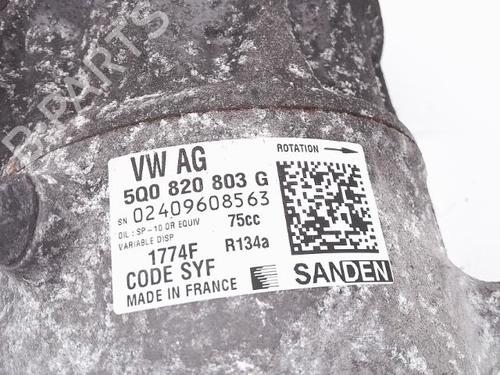 B-PARTS
ROTATION
VW AG
5Q0 820 803 G
SN 02409608563
OIL: SP-10 OR EQUIV 75cc
VARIABLE DISP
1774F R134a
CODE SYF
MADE IN FRANCE SANDEN